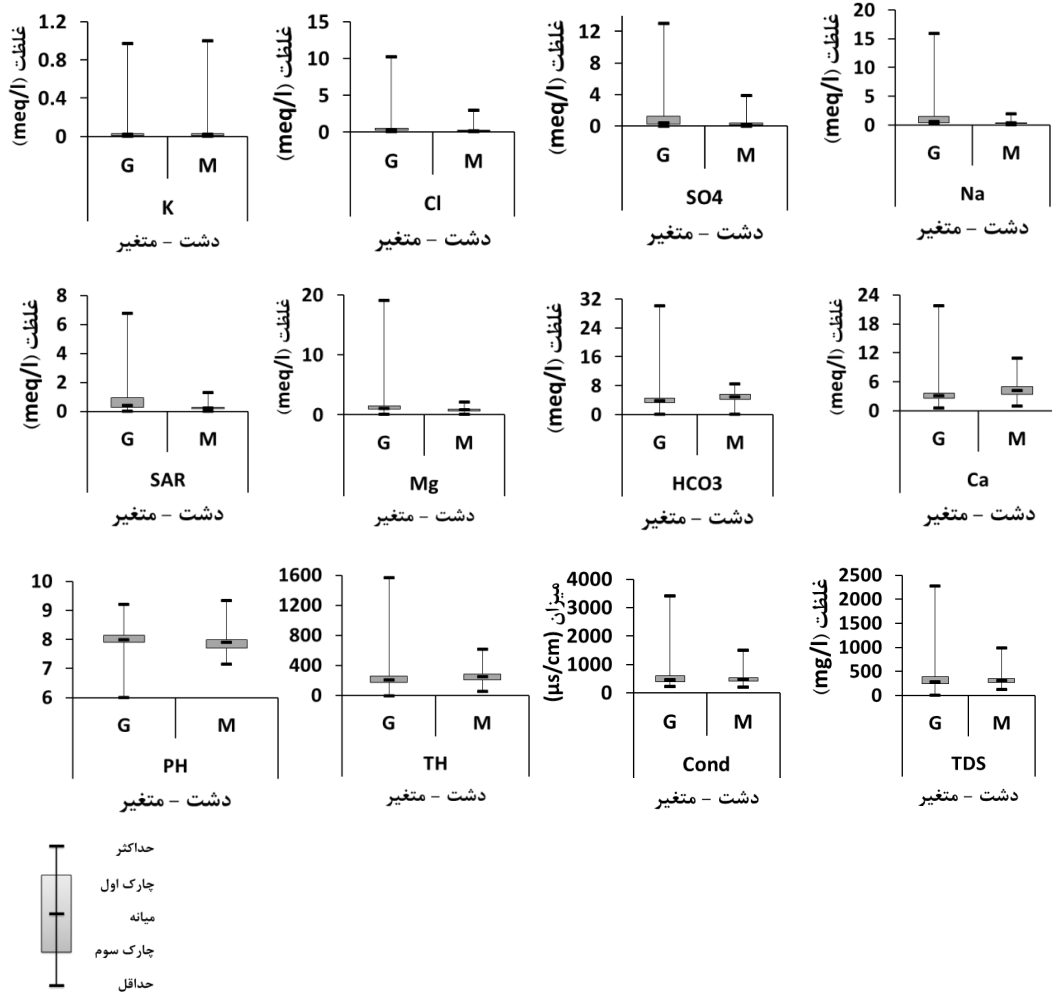 غلظت (meq/l)
1.2
0.8
0.4
0
G M
K
دشت - متغیر
غلظت (meq/l)
15
10
5
0
G M
Cl
دشت - متغیر
غلظت (meq/l)
12
8
4
0
G M
SO4
دشت - متغیر
غلظت (meq/l)
20
15
10
5
0
G M
Na
دشت - متغیر
غلظت (meq/l)
8
6
4
2
0
G M
SAR
دشت - متغیر
غلظت (meq/l)
20
10
0
G M
Mg
دشت - متغیر
غلظت (meq/l)
32
24
16
8
0
G M
HCO3
دشت - متغیر
غلظت (meq/l)
24
18
12
6
0
G M
Ca
دشت - متغیر
10
9
8
7
6
G M
PH
دشت - متغیر
1600
1200
800
400
0
G M
TH
دشت - متغیر
میزان (µs/cm)
4000
3000
2000
1000
0
G M
Cond
دشت - متغیر
غلظت (mg/l)
2500
2000
1500
1000
500
0
G M
TDS
دشت - متغیر
حداکثر
چارک اول
میانه
چارک سوم
حداقل